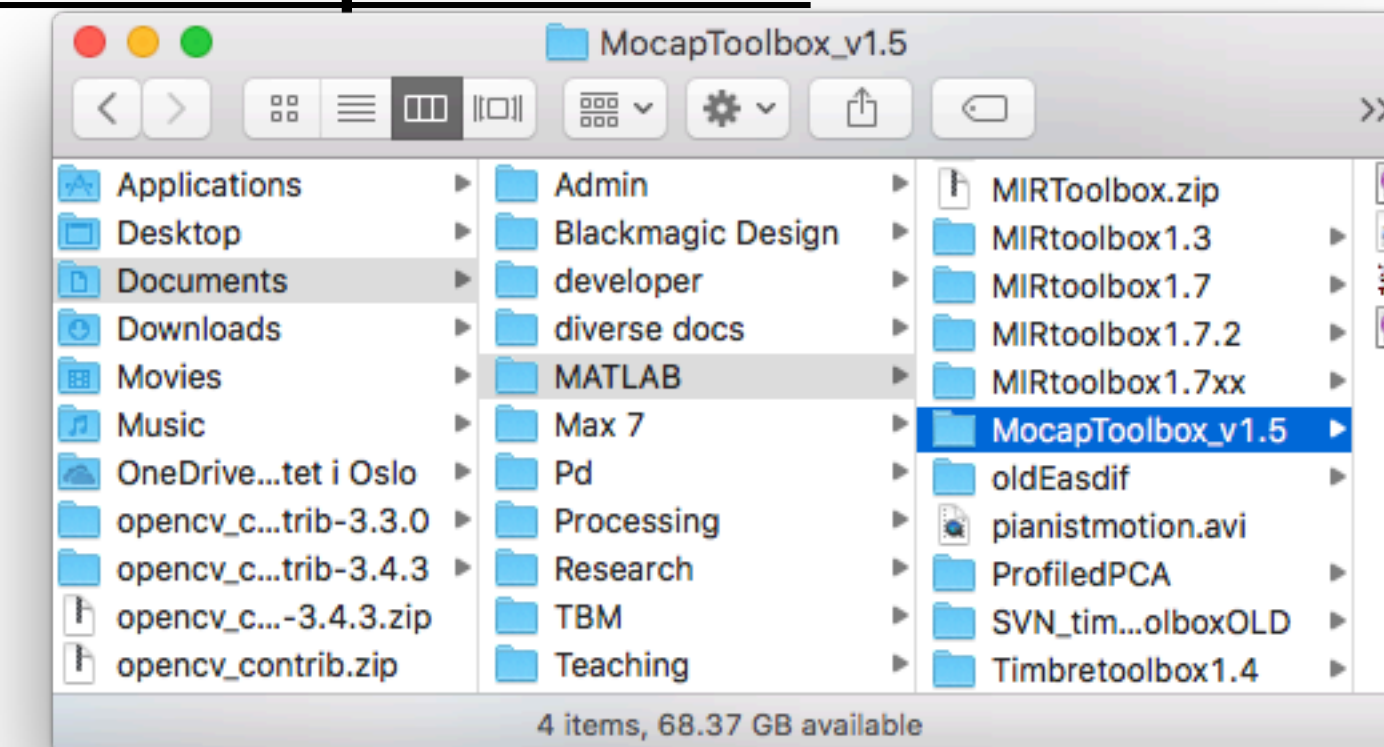 MocapToolbox_v1.5
Applications
Desktop
Documents
Downloads
Movies
Music
OneDrive...tet i Oslo
opencv_c...trib-3.3.0
opencv_c...trib-3.4.3
opencv_c...-3.4.3.zip
opencv_contrib.zip
Admin
Blackmagic Design
developer
diverse docs
MATLAB
Max 7
Pd
Processing
Research
TBM
Teaching
MIRToolbox.zip
MIRtoolbox1.3
MIRtoolbox1.7
MIRtoolbox1.7.2
MIRtoolbox1.7xx
MocapToolbox_v1.5
oldEasdif
pianistmotion.avi
ProfiledPCA
SVN_tim...olboxOLD
Timbretoolbox1.4
4 items, 68.37 GB available